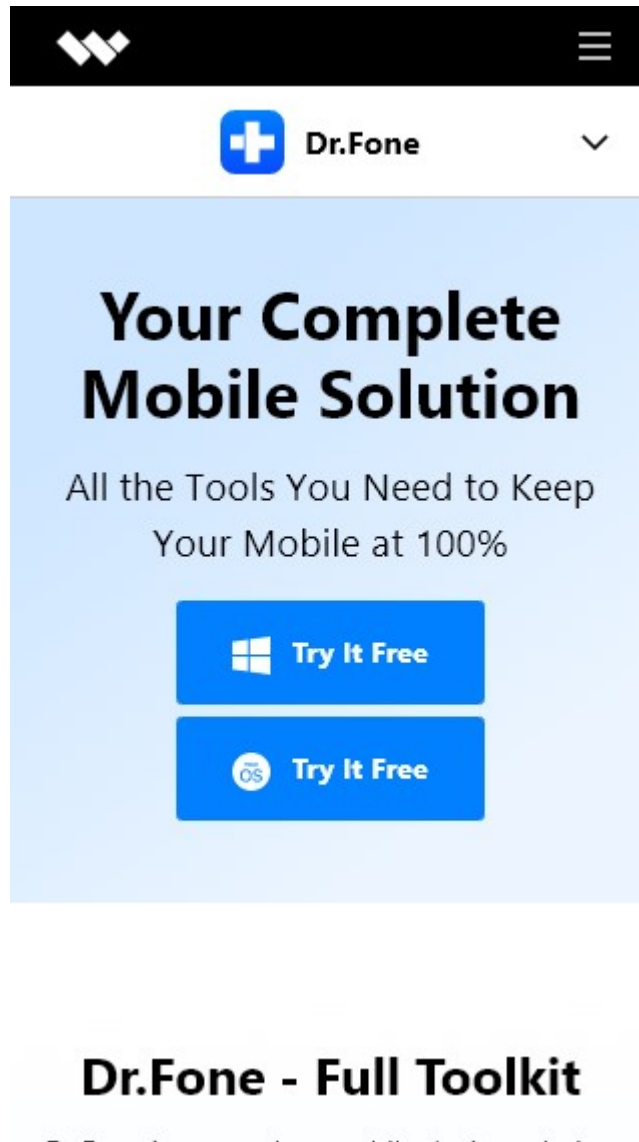 Dr.Fone
Your Complete
Mobile Solution
All the Tools You Need to Keep
Your Mobile at 100%
Try It Free
Try It Free
Dr.Fone - Full Toolkit